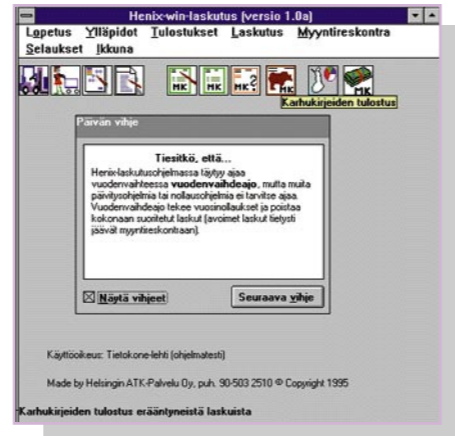 Henix-win-laskutus (versio 1.0a)
Lopetus Ylläpidot Tulostukset Laskutus Myyntireskontra
Selaukset Ikkuna
MK MK MK? MK MK
Karhukirjeiden tulostus
Päivän vihje
Tiesitkö, että...
Henix-laskutusohjelmassa täytyy ajaa
vuodenvaihteessa vuodenvaihdeajo, mutta muita
päivitysohjelmia tai nollausohjelmia ei tarvitse ajaa.
Vuodenvaihdeajo tekee vuosinollaukset ja poistaa
kokonaan suoritetut laskut (avoimet laskut tietysti
jäävät myyntireskontraan).
Näytä vihjeet
Seuraava vihje
Käyttöoikeus: Tietokone-lehti (ohjelmatesti)
Made by Helsingin ATK-Palvelu Oy, puh. 90-503 2510 © Copyright 1995
Karhukirjeiden tulostus erääntyneistä laskuista